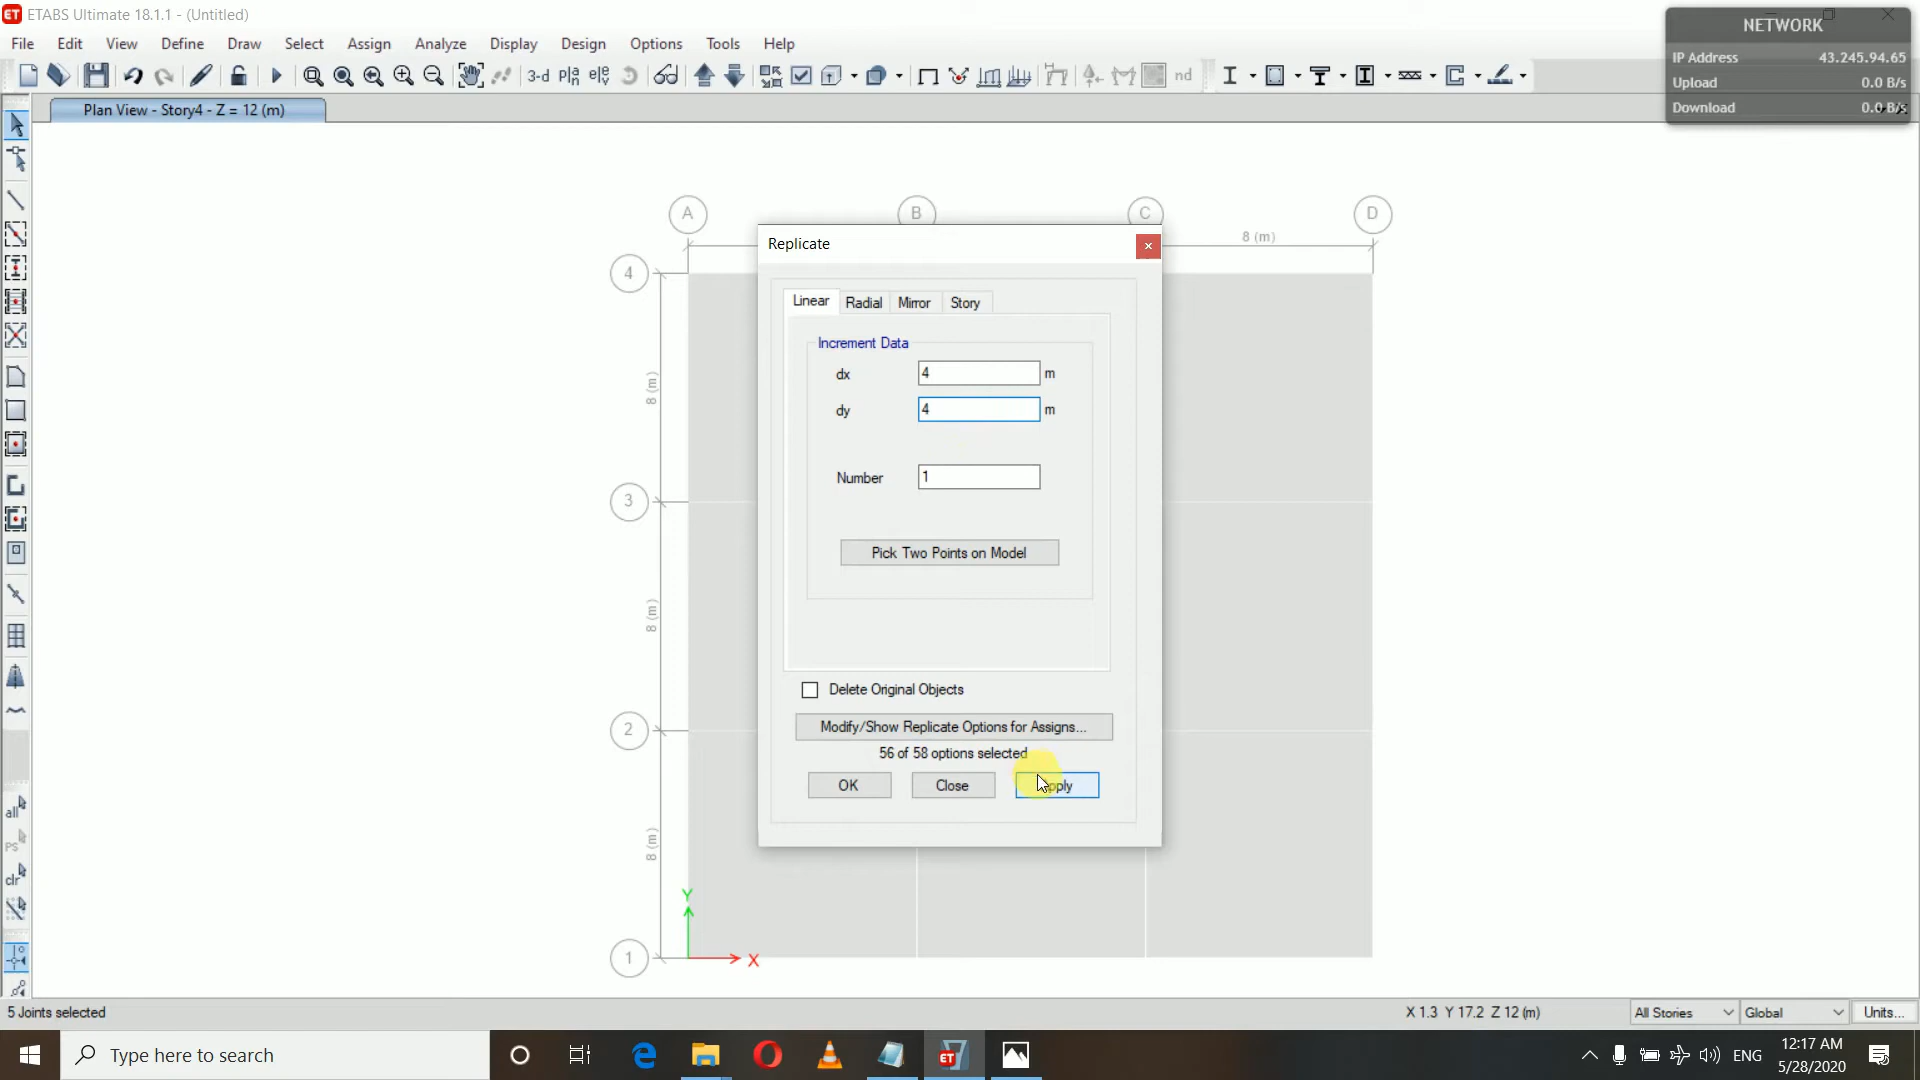 ETABS Ultimate 18.1.1 - (Untitled)
File Edit View Define Draw Select Assign Analyze Display Design Options Tools Help
NETWORK
IP Address 43.245.94.65
Upload 0.0 B/s
Download 0.0 B/s
3-d
nd
Plan View - Story4 - Z = 12 (m)
A B C D
8 (m)
4
8 (m)
3
8 (m)
2
8 (m)
1
Y
X
Replicate
Linear Radial Mirror Story
Increment Data
dx 4 m
dy 4 m
Number 1
Pick Two Points on Model
Delete Original Objects
Modify/Show Replicate Options for Assigns...
56 of 58 options selected
OK Close Apply
all
ps
clr
5 Joints selected
X 1.3 Y 17.2 Z 12 (m)
All Stories
Global
Units...
Type here to search
ET
ENG
12:17 AM
5/28/2020